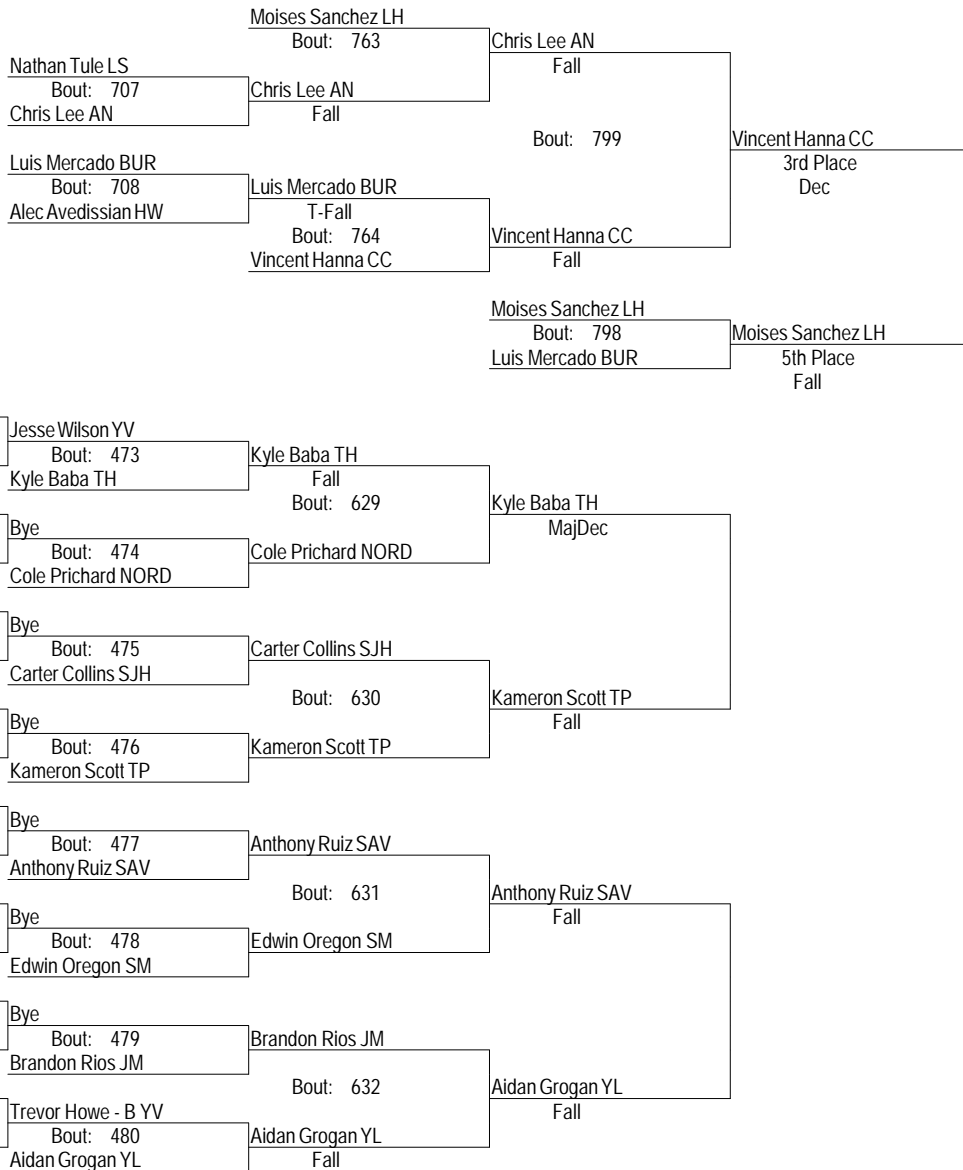 Moises Sanchez LH
Bout: 763
Chris Lee AN
Nathan Tule LS
Fall
Bout: 707
Chris Lee AN
Chris Lee AN
Fall
Bout: 799
Vincent Hanna CC
Luis Mercado BUR
3rd Place
Bout: 708
Luis Mercado BUR
Dec
Alec Avedissian HW
T-Fall
Bout: 764
Vincent Hanna CC
Vincent Hanna CC
Fall
Moises Sanchez LH
Bout: 798
Moises Sanchez LH
Luis Mercado BUR
5th Place
Fall
Jesse Wilson YV
Bout: 473
Kyle Baba TH
Kyle Baba TH
Fall
Bout: 629
Kyle Baba TH
Bye
MajDec
Bout: 474
Cole Prichard NORD
Cole Prichard NORD
Bye
Bout: 475
Carter Collins SJH
Carter Collins SJH
Bout: 630
Kameron Scott TP
Bye
Fall
Bout: 476
Kameron Scott TP
Kameron Scott TP
Bye
Bout: 477
Anthony Ruiz SAV
Anthony Ruiz SAV
Bout: 631
Anthony Ruiz SAV
Bye
Fall
Bout: 478
Edwin Oregon SM
Edwin Oregon SM
Bye
Bout: 479
Brandon Rios JM
Brandon Rios JM
Bout: 632
Aidan Grogan YL
Trevor Howe - B YV
Fall
Bout: 480
Aidan Grogan YL
Aidan Grogan YL
Fall